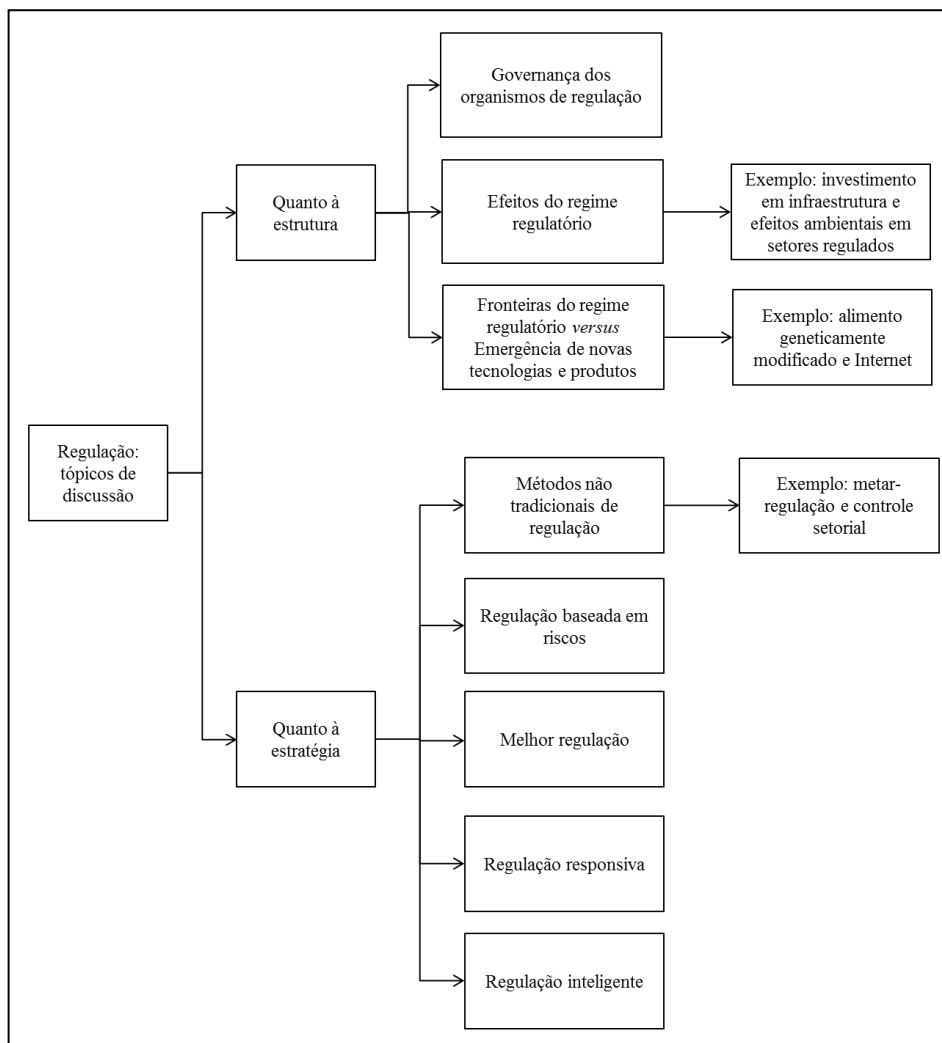 Governança dos
organismos de regulação
Quanto à
estrutura
Efeitos do regime
regulatório
Exemplo: investimento
em infraestrutura e
efeitos ambientais em
setores regulados
Fronteiras do regime
regulatório versus
Emergência de novas
tecnologias e produtos
Exemplo: alimento
geneticamente
modificado e Internet
Regulação:
tópicos de
discussão
Métodos não
tradicionais de
regulação
Exemplo: metar-
regulação e controle
setorial
Regulação baseada em
riscos
Quanto à
estratégia
Melhor regulação
Regulação responsiva
Regulação inteligente